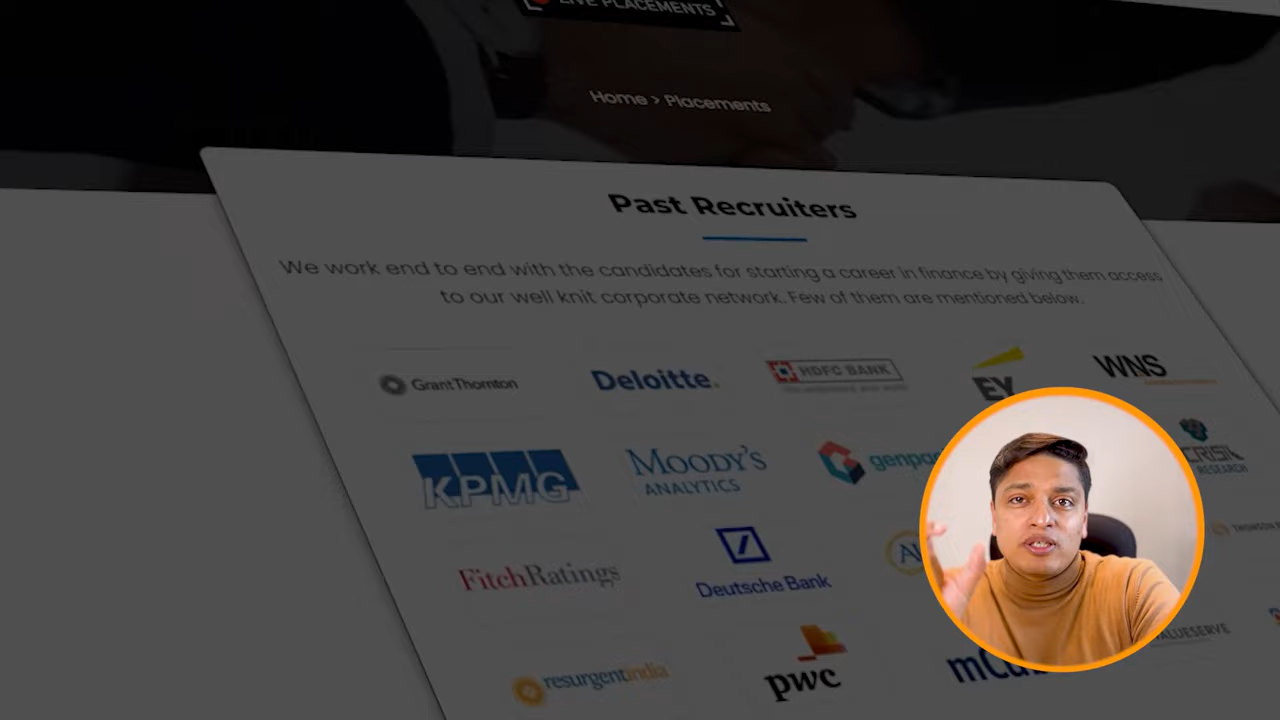 LIVE PLACEMENTS
Home > Placements
Past Recruiters
We work end to end with the candidates for starting a career in finance by giving them access
to our well knit corporate network. Few of them are mentioned below.
GrantThornton
Deloitte.
HDFC BANK
EY
WNS
KPMG
MOODY'S
ANALYTICS
CRISIL
RESEARCH
FitchRatings
Deutsche Bank
resurgentindia
pwc